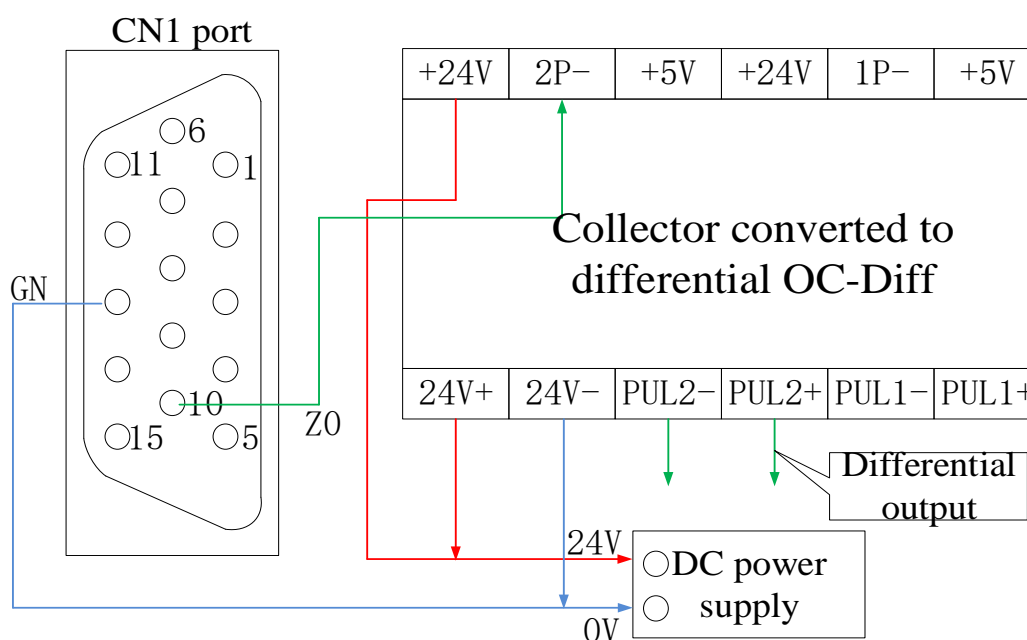 CN1 port
+24V 2P- +5V +24V 1P- +5V
6
11 1
Collector converted to
differential OC-Diff
GN
24V+ 24V- PUL2- PUL2+ PUL1- PUL1+
10
ZO
15 5
Differential
output
24V
DC power
supply
0V